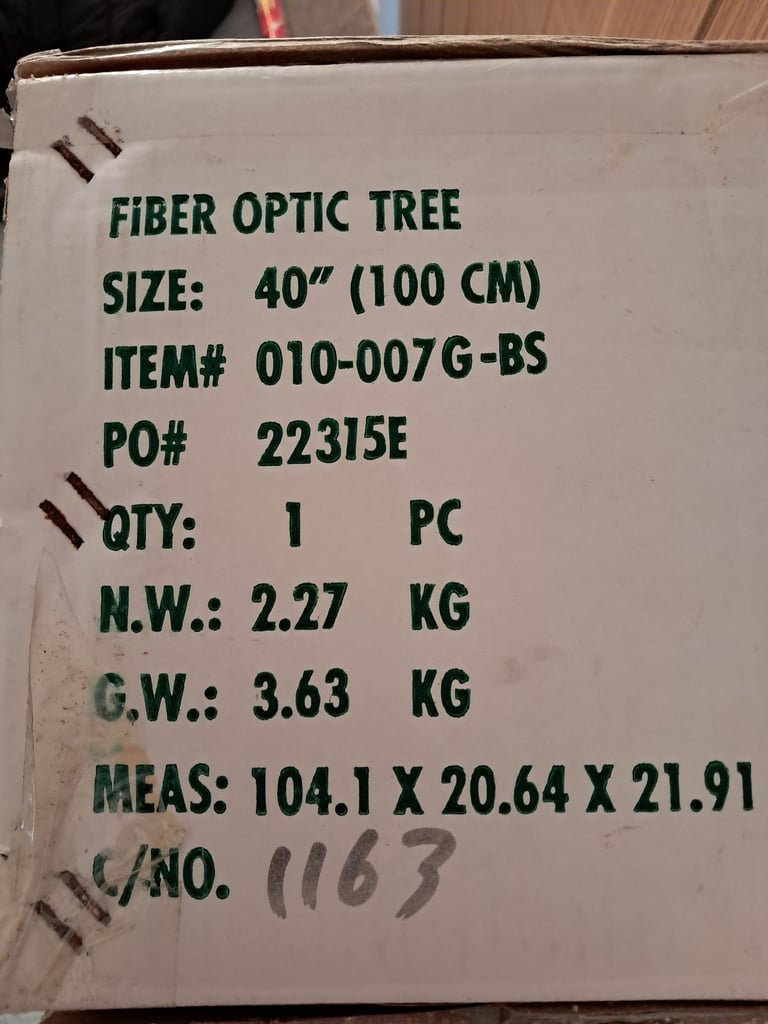 FiBER OPTIC TREE
SIZE: 40" (100 CM)
ITEM# 010-007G-BS
PO# 22315E
QTY: 1 PC
N.W.: 2.27 KG
G.W.: 3.63 KG
MEAS: 104.1 X 20.64 X 21.91
C/NO. 1163